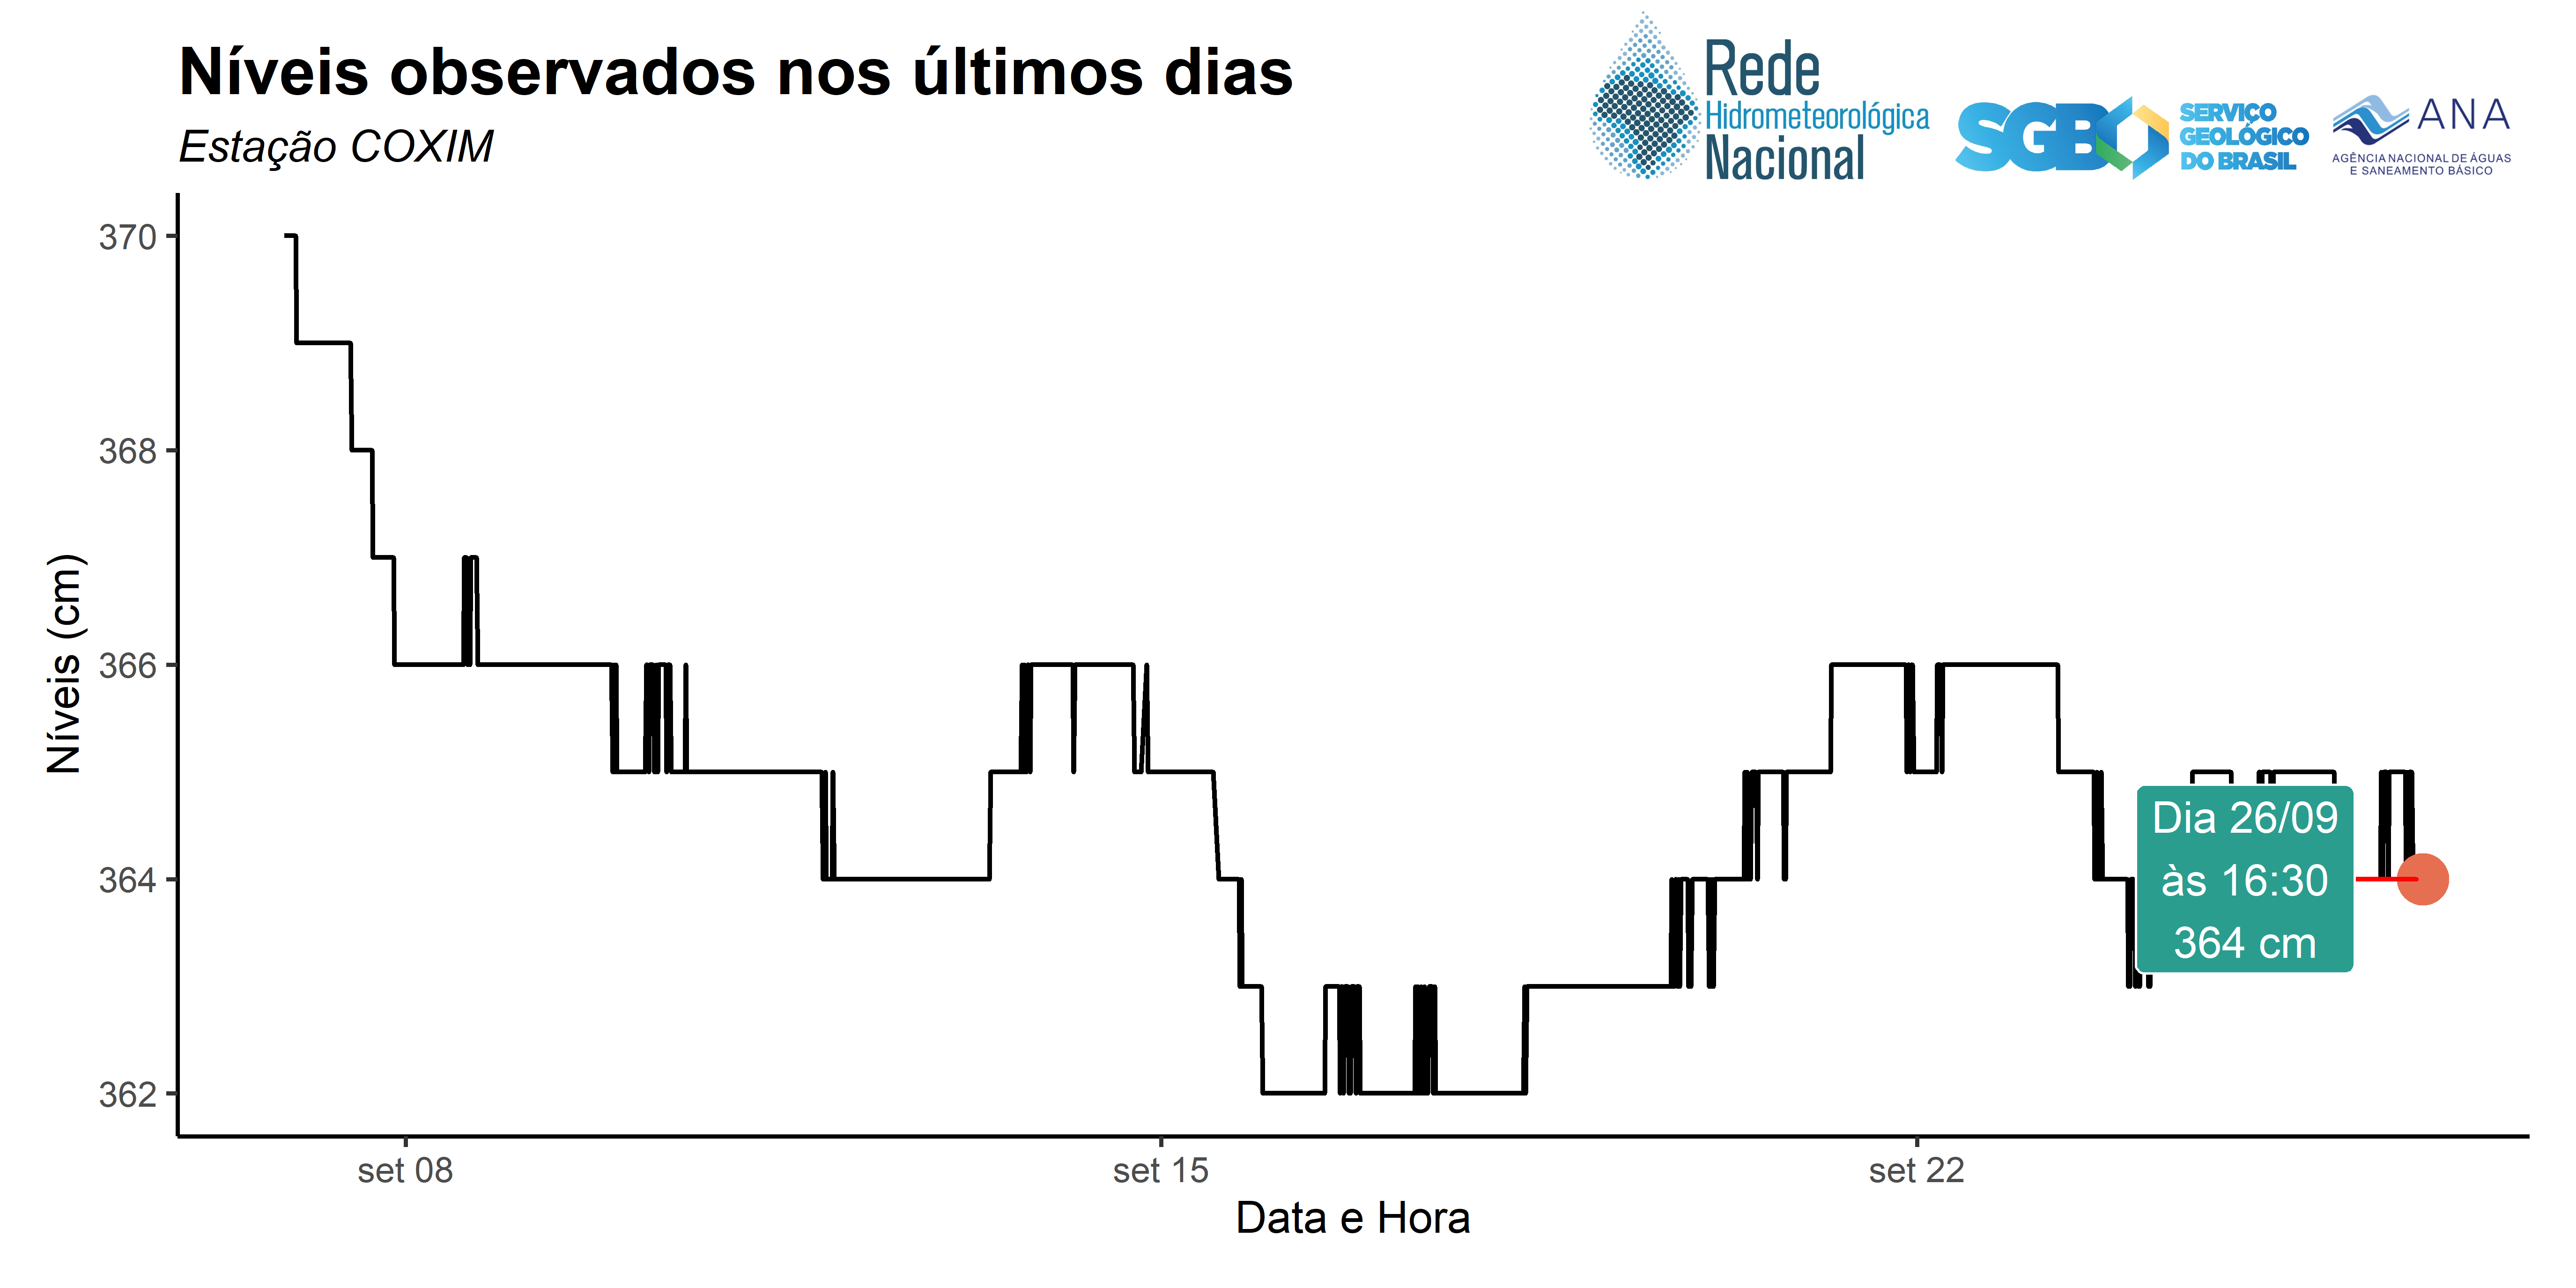 Níveis observados nos últimos dias
Estação COXIM
Rede
Hidrometeorológica
Nacional
SGB
SERVIÇO
GEOLÓGICO
DO BRASIL
ANA
AGÊNCIA NACIONAL DE ÁGUAS
E SANEAMENTO BÁSICO
Níveis (cm)
370
368
366
364
362
Dia 26/09
às 16:30
364 cm
set 08
set 15
set 22
Data e Hora